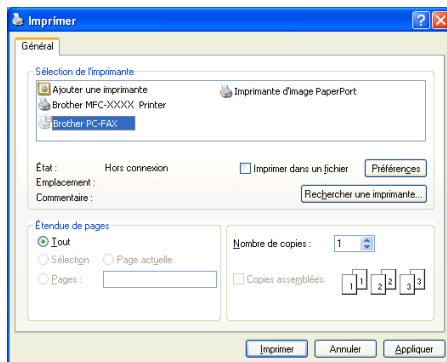 Imprimer
Général
Sélection de l'imprimante
Ajouter une imprimante
Imprimante d'image PaperPort
Brother MFC-XXXX Printer
Brother PC-FAX
État : Hors connexion
Imprimer dans un fichier
Préférences
Emplacement :
Commentaire :
Rechercher une imprimante...
Étendue de pages
Tout
Nombre de copies : 1
Sélection
Page actuelle
Pages :
Copies assemblées
1 1 2 2 3 3
Imprimer
Annuler
Appliquer